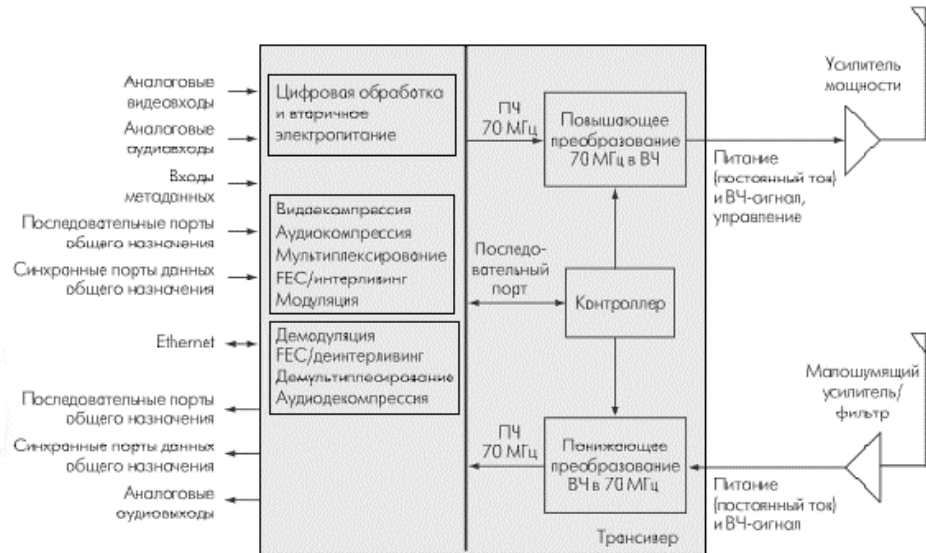 Аналоговые
видеовходы
Аналоговые
аудиовходы
Входы
метаданных
Последовательные порты
общего назначения
Синхронные порты данных
общего назначения
Ethernet
Последовательные порты
общего назначения
Синхронные порты данных
общего назначения
Аналоговые
аудиовыходы
Цифровая обработка
и вторичное
электропитание
Видаекомпрессия
Аудиокомпрессия
Мультиплексирование
FEC/интерливинг
Модуляция
Демодуляция
FEC/деинтерливинг
Демультиплесирование
Аудиодекомпрессия
ПЧ
70 МГц
Повышающее
преобразование
70 МГц в ВЧ
Последо-
вательный
порт
Контроллер
ПЧ
70 МГц
Понижающее
преобразование
ВЧ в 70 МГц
Трансивер
Усилитель
мощности
Питание
(постоянный ток)
и ВЧ-сигнал,
управление
Малошумящий
усилитель/
фильтр
Питание
(постоянный ток)
и ВЧ-сигнал